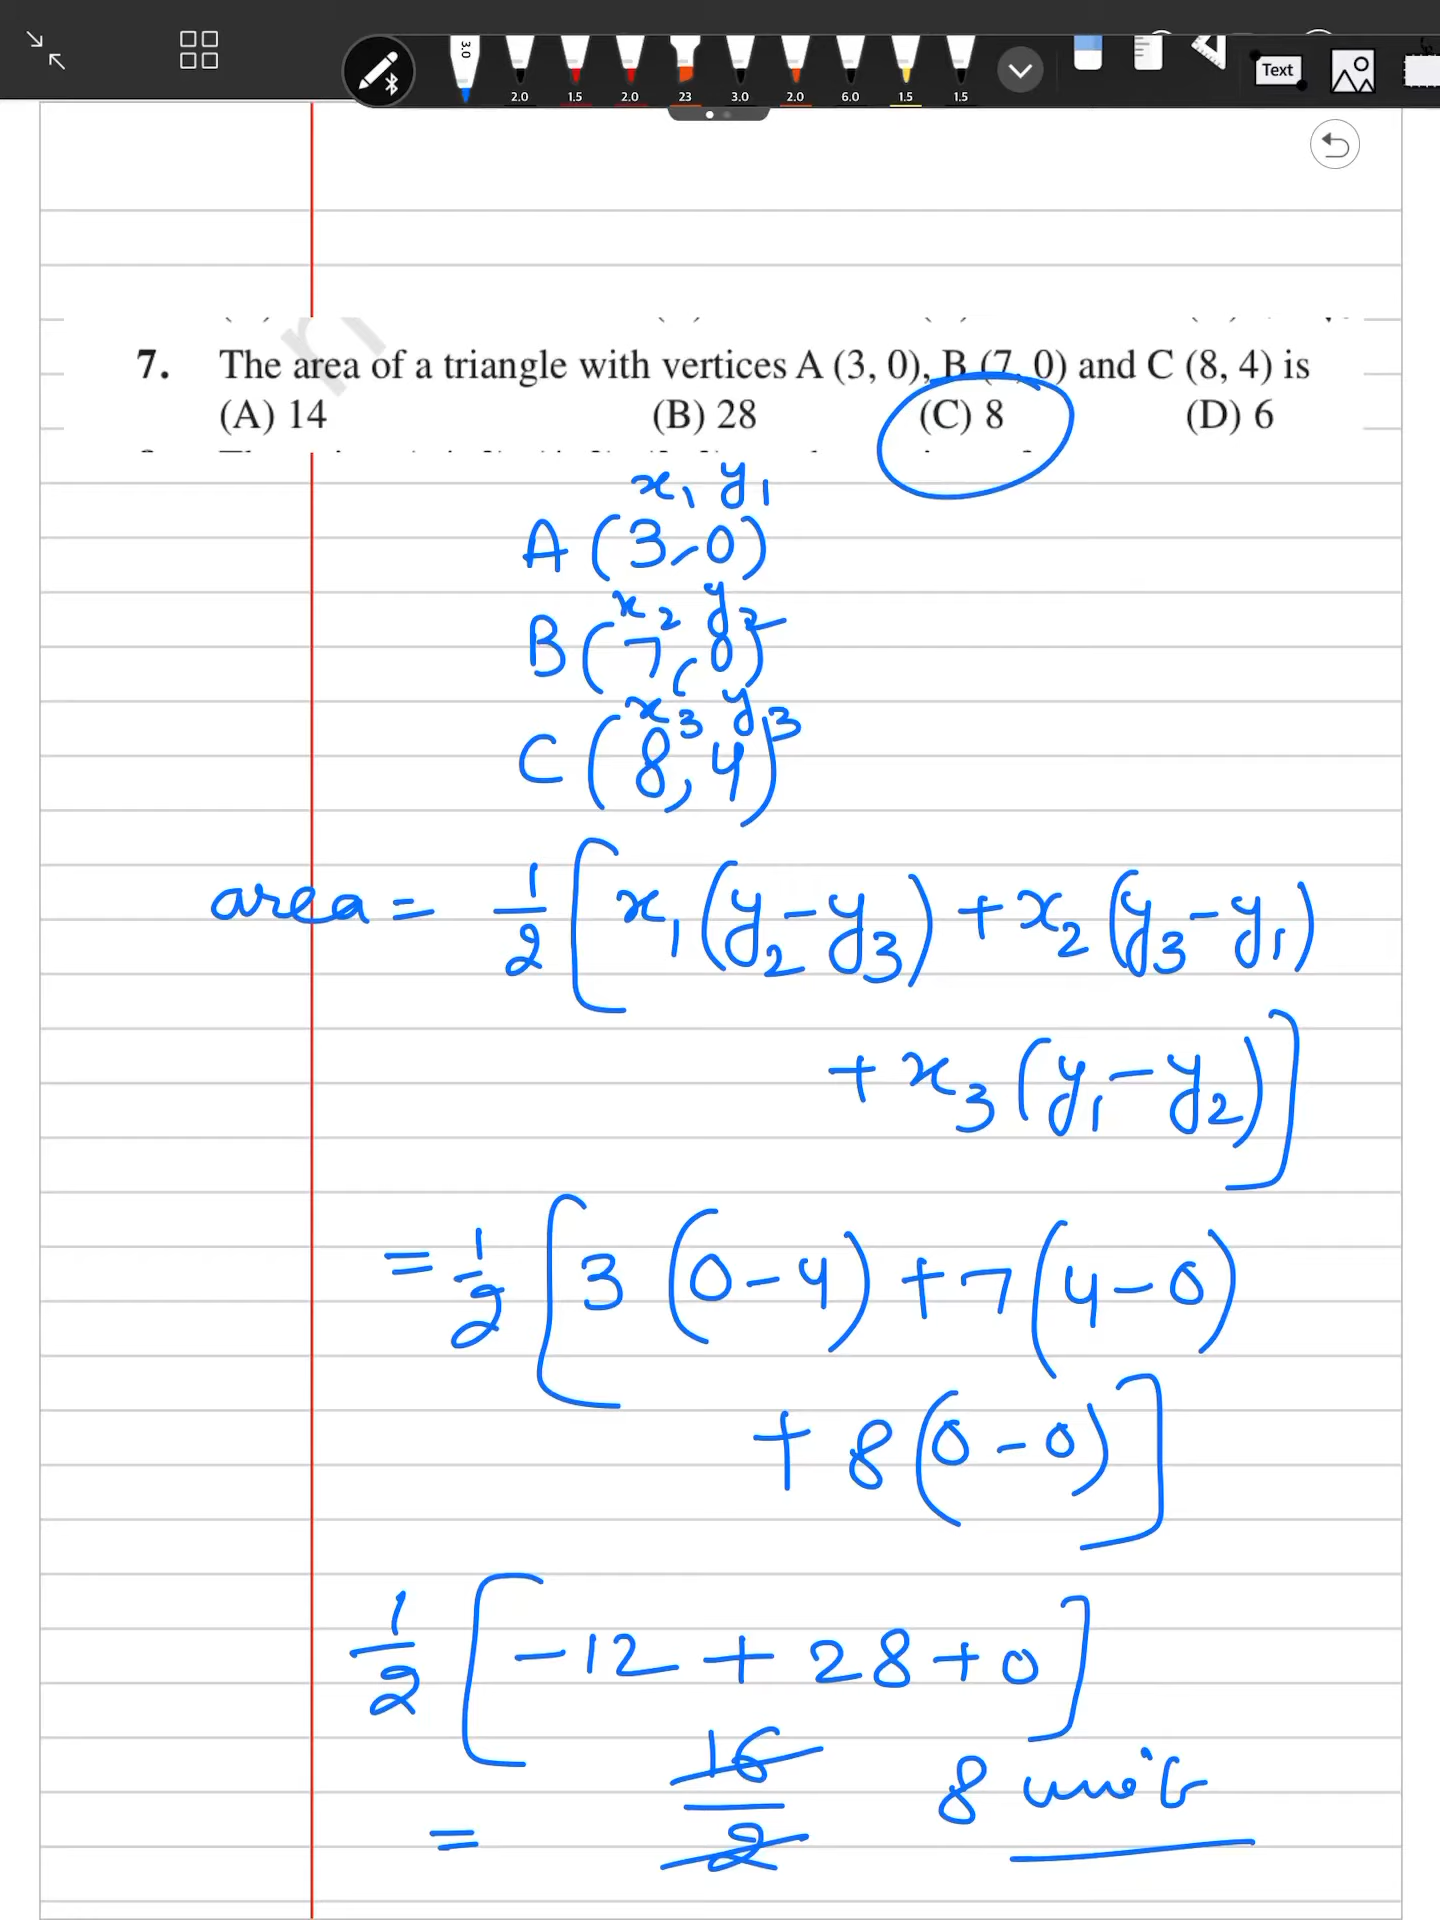 3.0 2.0 1.5 2.0 23 3.0 2.0 6.0 1.5 1.5 Text
7. The area of a triangle with vertices A (3, 0), B (7, 0) and C (8, 4) is
(A) 14 (B) 28 (C) 8 (D) 6
x₁ y₁
A (3, 0)
x₂ y₂
B (7, 0)
x₃ y₃
C (8, 4)
area = 1/2 [ x₁ (y₂ - y₃) + x₂ (y₃ - y₁)
+ x₃ (y₁ - y₂) ]
= 1/2 [ 3 (0 - 4) + 7 (4 - 0)
+ 8 (0 - 0) ]
1/2 [ -12 + 28 + 0 ]
= 16/2 8 units